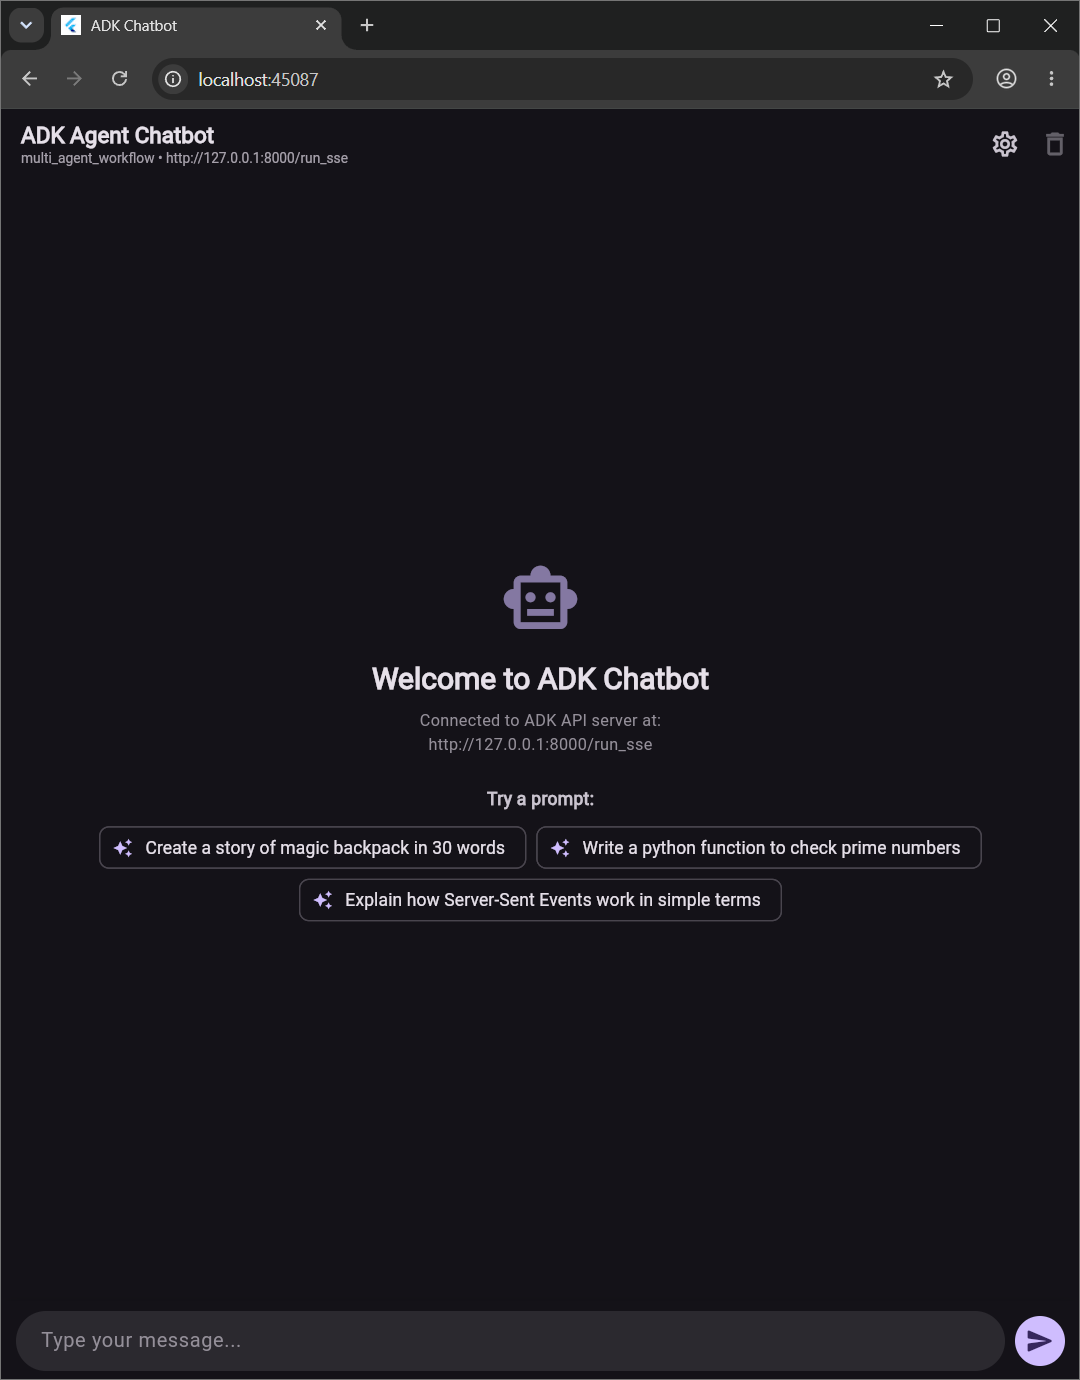 ADK Chatbot
localhost:45087
ADK Agent Chatbot
multi_agent_workflow • http://127.0.0.1:8000/run_sse
Welcome to ADK Chatbot
Connected to ADK API server at:
http://127.0.0.1:8000/run_sse
Try a prompt:
Create a story of magic backpack in 30 words
Write a python function to check prime numbers
Explain how Server-Sent Events work in simple terms
Type your message...